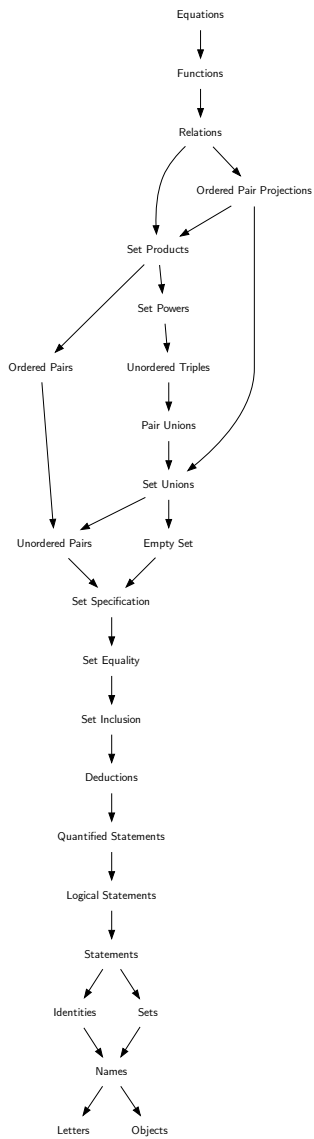 Equations
Functions
Relations
Ordered Pair Projections
Set Products
Set Powers
Ordered Pairs
Unordered Triples
Pair Unions
Set Unions
Unordered Pairs
Empty Set
Set Specification
Set Equality
Set Inclusion
Deductions
Quantified Statements
Logical Statements
Statements
Identities
Sets
Names
Letters
Objects